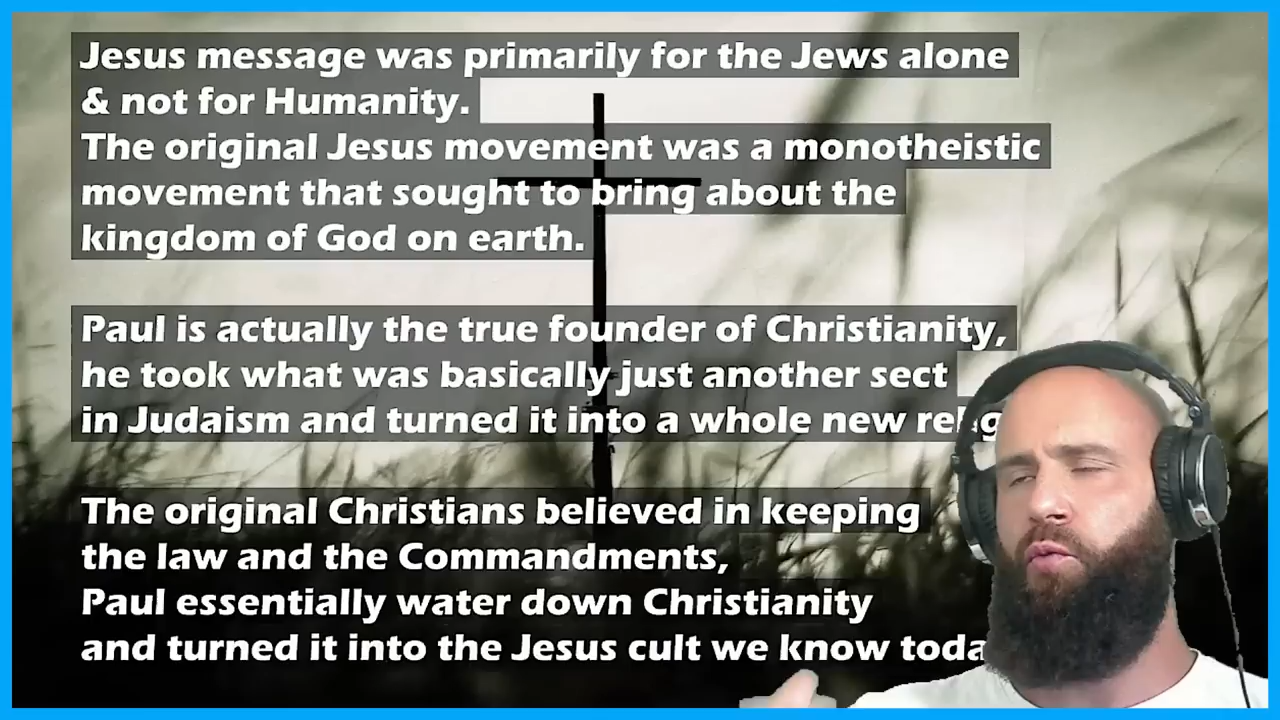 Jesus message was primarily for the Jews alone
& not for Humanity.
The original Jesus movement was a monotheistic
movement that sought to bring about the
kingdom of God on earth.
Paul is actually the true founder of Christianity,
he took what was basically just another sect
in Judaism and turned it into a whole new
The original Christians believed in keeping
the law and the Commandments,
Paul essentially water down Christianity
and turned it into the Jesus cult we know